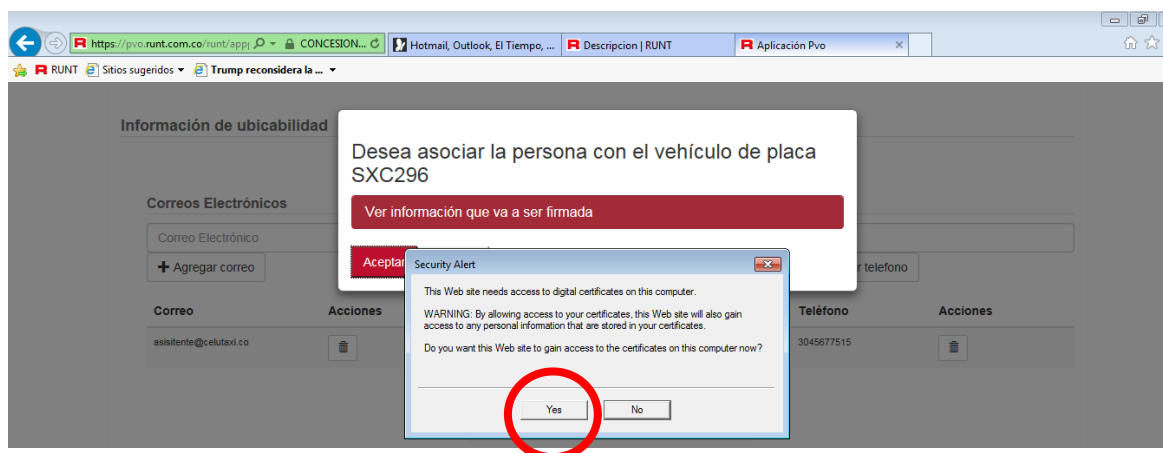 https://pvo.runt.com.co/runt/app CONCESION... Hotmail, Outlook, El Tiempo, ... Descripcion | RUNT Aplicación Pvo
RUNT Sitios sugeridos Trump reconsidera la ...
Información de ubicabilidad
Desea asociar la persona con el vehículo de placa
SXC296
Ver información que va a ser firmada
Correos Electrónicos
Correo Electrónico
Aceptar
Agregar correo
r telefono
Security Alert
This Web site needs access to digital certificates on this computer.
WARNING: By allowing access to your certificates, this Web site will also gain
access to any personal information that are stored in your certificates.
Do you want this Web site to gain access to the certificates on this computer now?
Yes No
Correo Acciones Teléfono Acciones
asisitente@celutaxi.co 3045677515